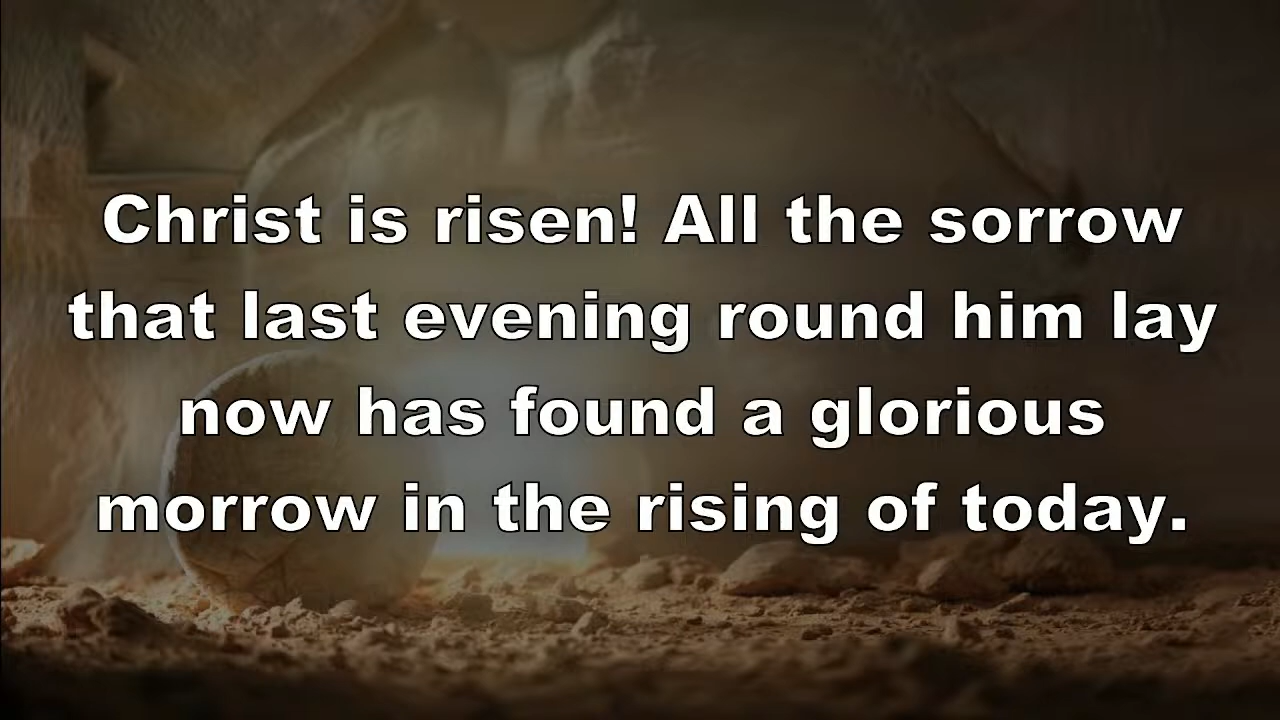 Christ is risen! All the sorrow
that last evening round him lay
now has found a glorious
morrow in the rising of today.